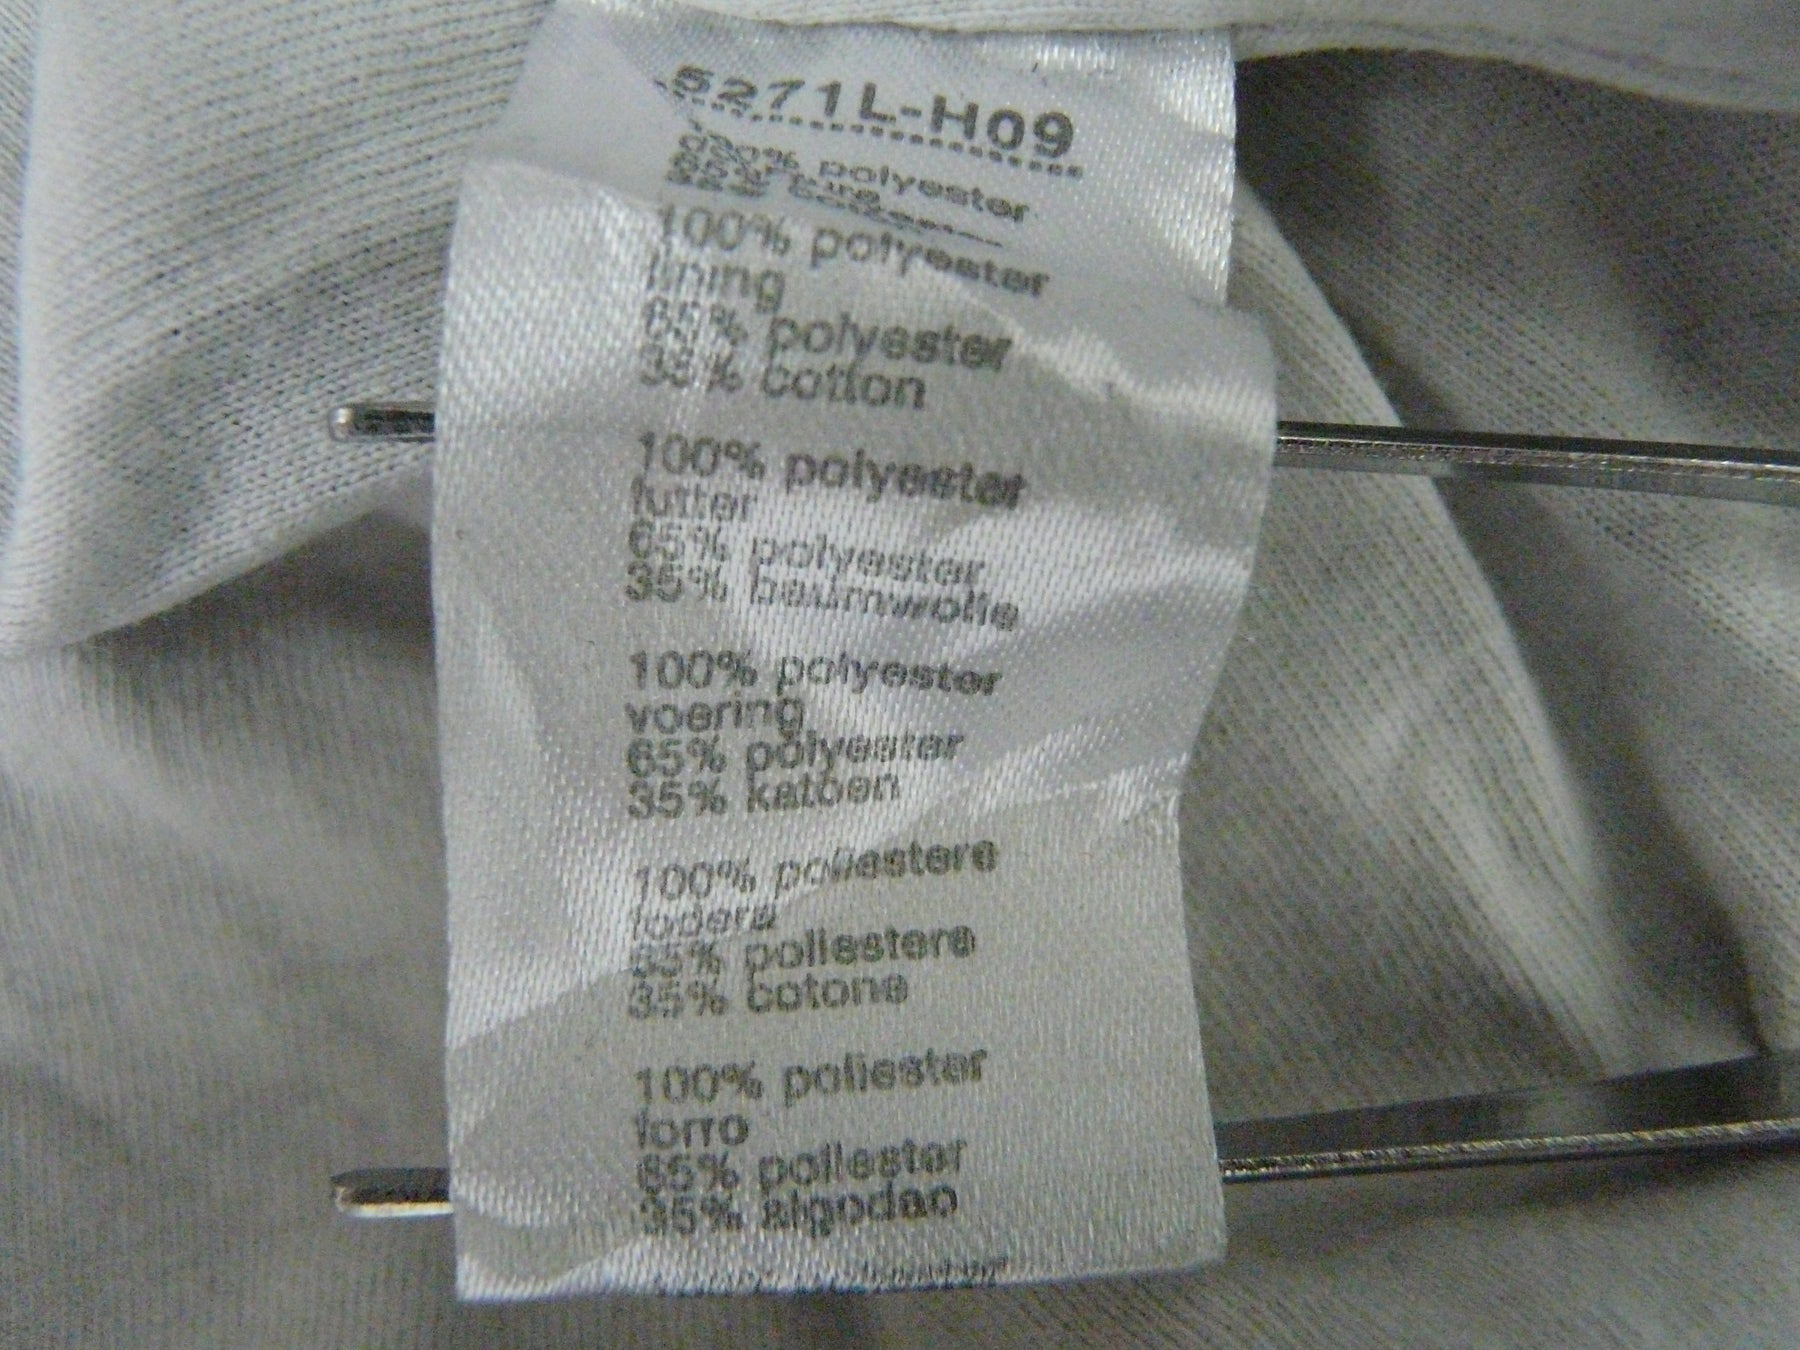 5271L-H09
polyester
100% polyester
lining
65% polyester
35% cotton
100% polyester
futter
65% polyester
35% baumwolle
100% polyester
voering
65% polyester
35% katoen
100% poliestere
fodera
65% poliestere
35% cotone
100% poliester
forro
65% poliester
35% algodao